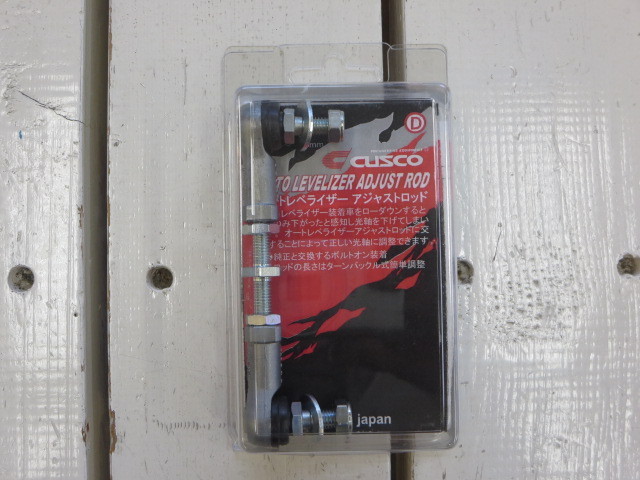 D
mm
CUSCO
TO LEVELIZER ADJUST ROD
トレベライザー アジャストロッド
レベライザー装着車をローダウンすると
み下がったと感知し光軸を下げてしまい
オートレベライザーアジャストロッドに交
ることによって正しい光軸に調整できます
純正と交換するボルトオン装着
ッドの長さはターンバックル式簡単調整
japan